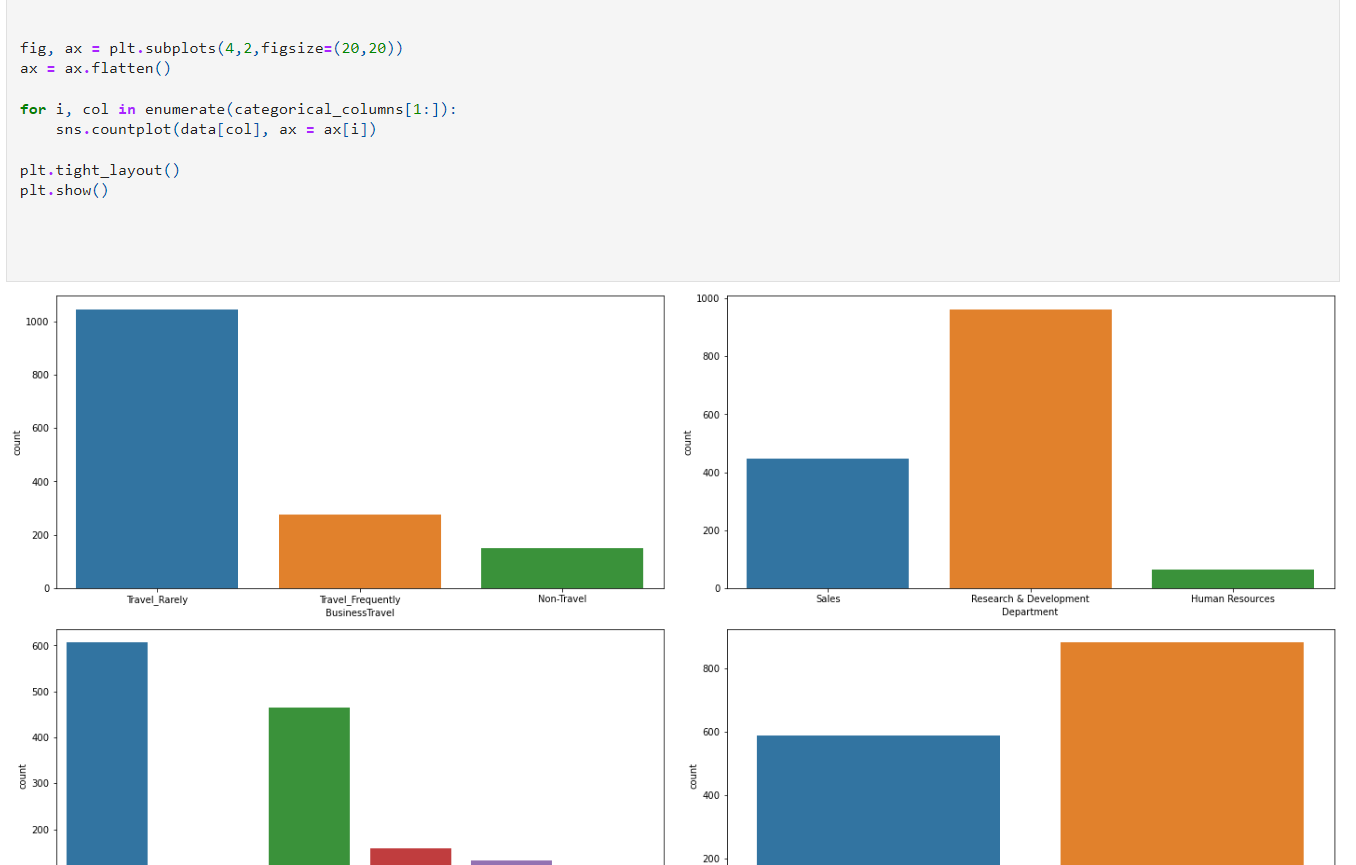 fig, ax = plt.subplots(4,2,figsize=(20,20))
ax = ax.flatten()
for i, col in enumerate(categorical_columns[1:]):
    sns.countplot(data[col], ax = ax[i])
plt.tight_layout()
plt.show()
1000
800
600
400
200
0
count
Travel_Rarely Travel_Frequently Non-Travel
BusinessTravel
1000
800
600
400
200
0
count
Sales Research & Development Human Resources
Department
600
500
400
300
200
count
800
600
400
200
count